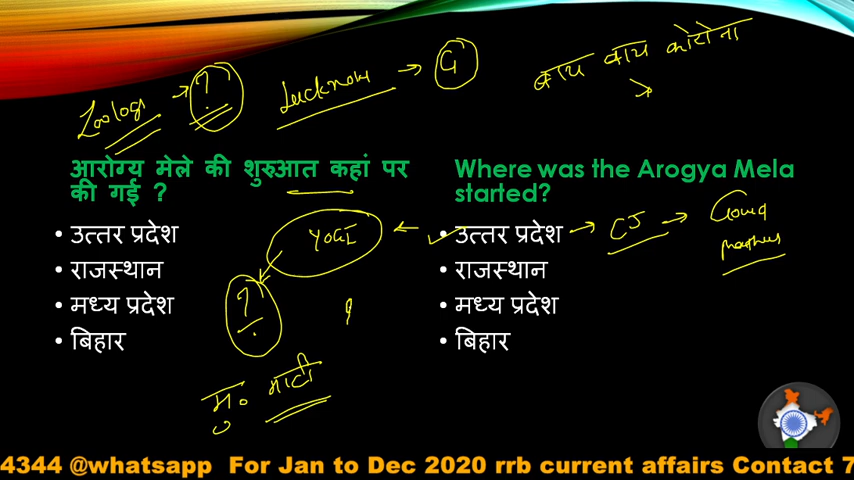 बाय बाय कोरोना
Zoology → ?
Lucknow → G
आरोग्य मेले की शुरुआत कहां पर
की गई ?
• उत्तर प्रदेश
• राजस्थान
• मध्य प्रदेश
• बिहार
YOGI
?
मु० माटी
Where was the Arogya Mela
started?
• उत्तर प्रदेश → CJ →
• राजस्थान
• मध्य प्रदेश
• बिहार
4344 @whatsapp For Jan to Dec 2020 rrb current affairs Contact 7